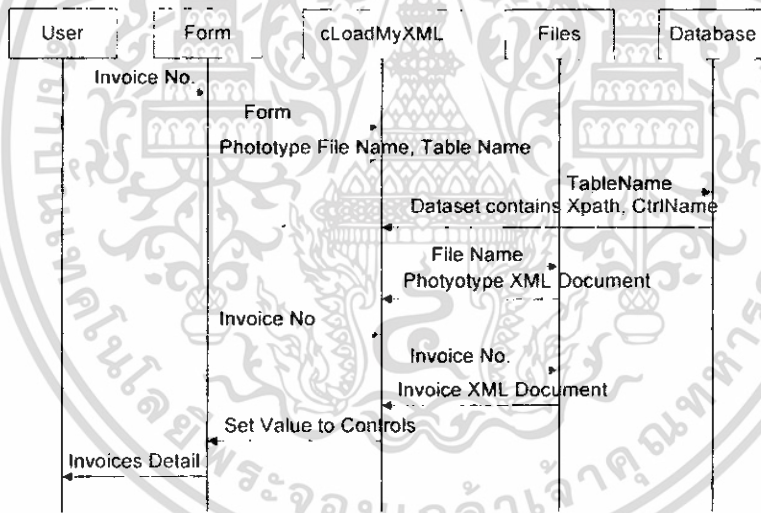 User Form cLoadMyXML Files Database
Invoice No.
Form
Phototype File Name, Table Name
TableName
Dataset contains Xpath, CtrlName
File Name
Photyotype XML Document
Invoice No
Invoice No.
Invoice XML Document
Set Value to Controls
Invoices Detail